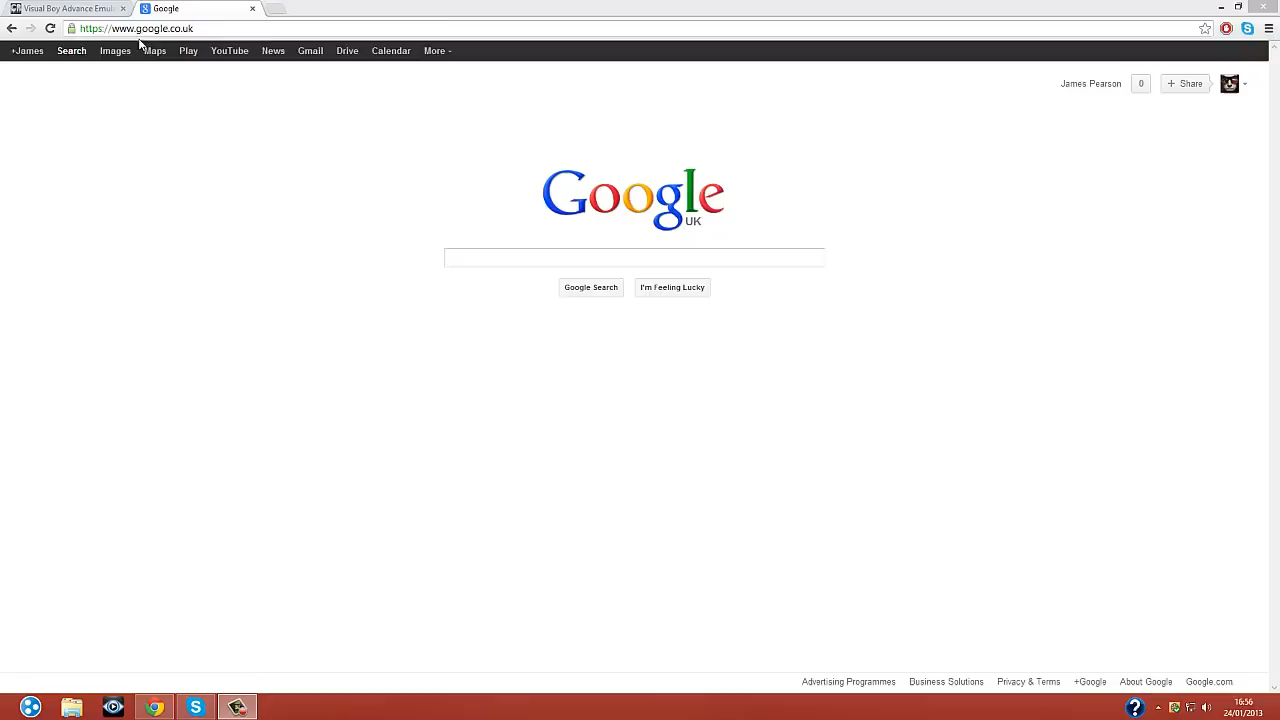 Visual Boy Advance Emul
Google
https://www.google.co.uk
+James Search Images Maps Play YouTube News Gmail Drive Calendar More
James Pearson 0 + Share
Google
UK
Google Search I'm Feeling Lucky
Advertising Programmes Business Solutions Privacy & Terms +Google About Google Google.com
16:56
24/01/2013